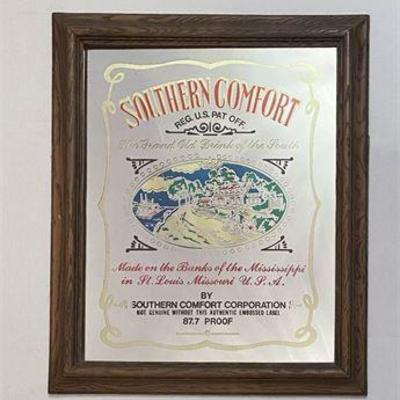 SOUTHERN COMFORT
REG. U.S. PAT. OFF.
The Grand Old Drink of the South
Made on the Banks of the Mississippi
in St. Louis Missouri U.S.A.
BY
SOUTHERN COMFORT CORPORATION
NOT GENUINE WITHOUT THIS AUTHENTIC EMBOSSED LABEL
87.7 PROOF